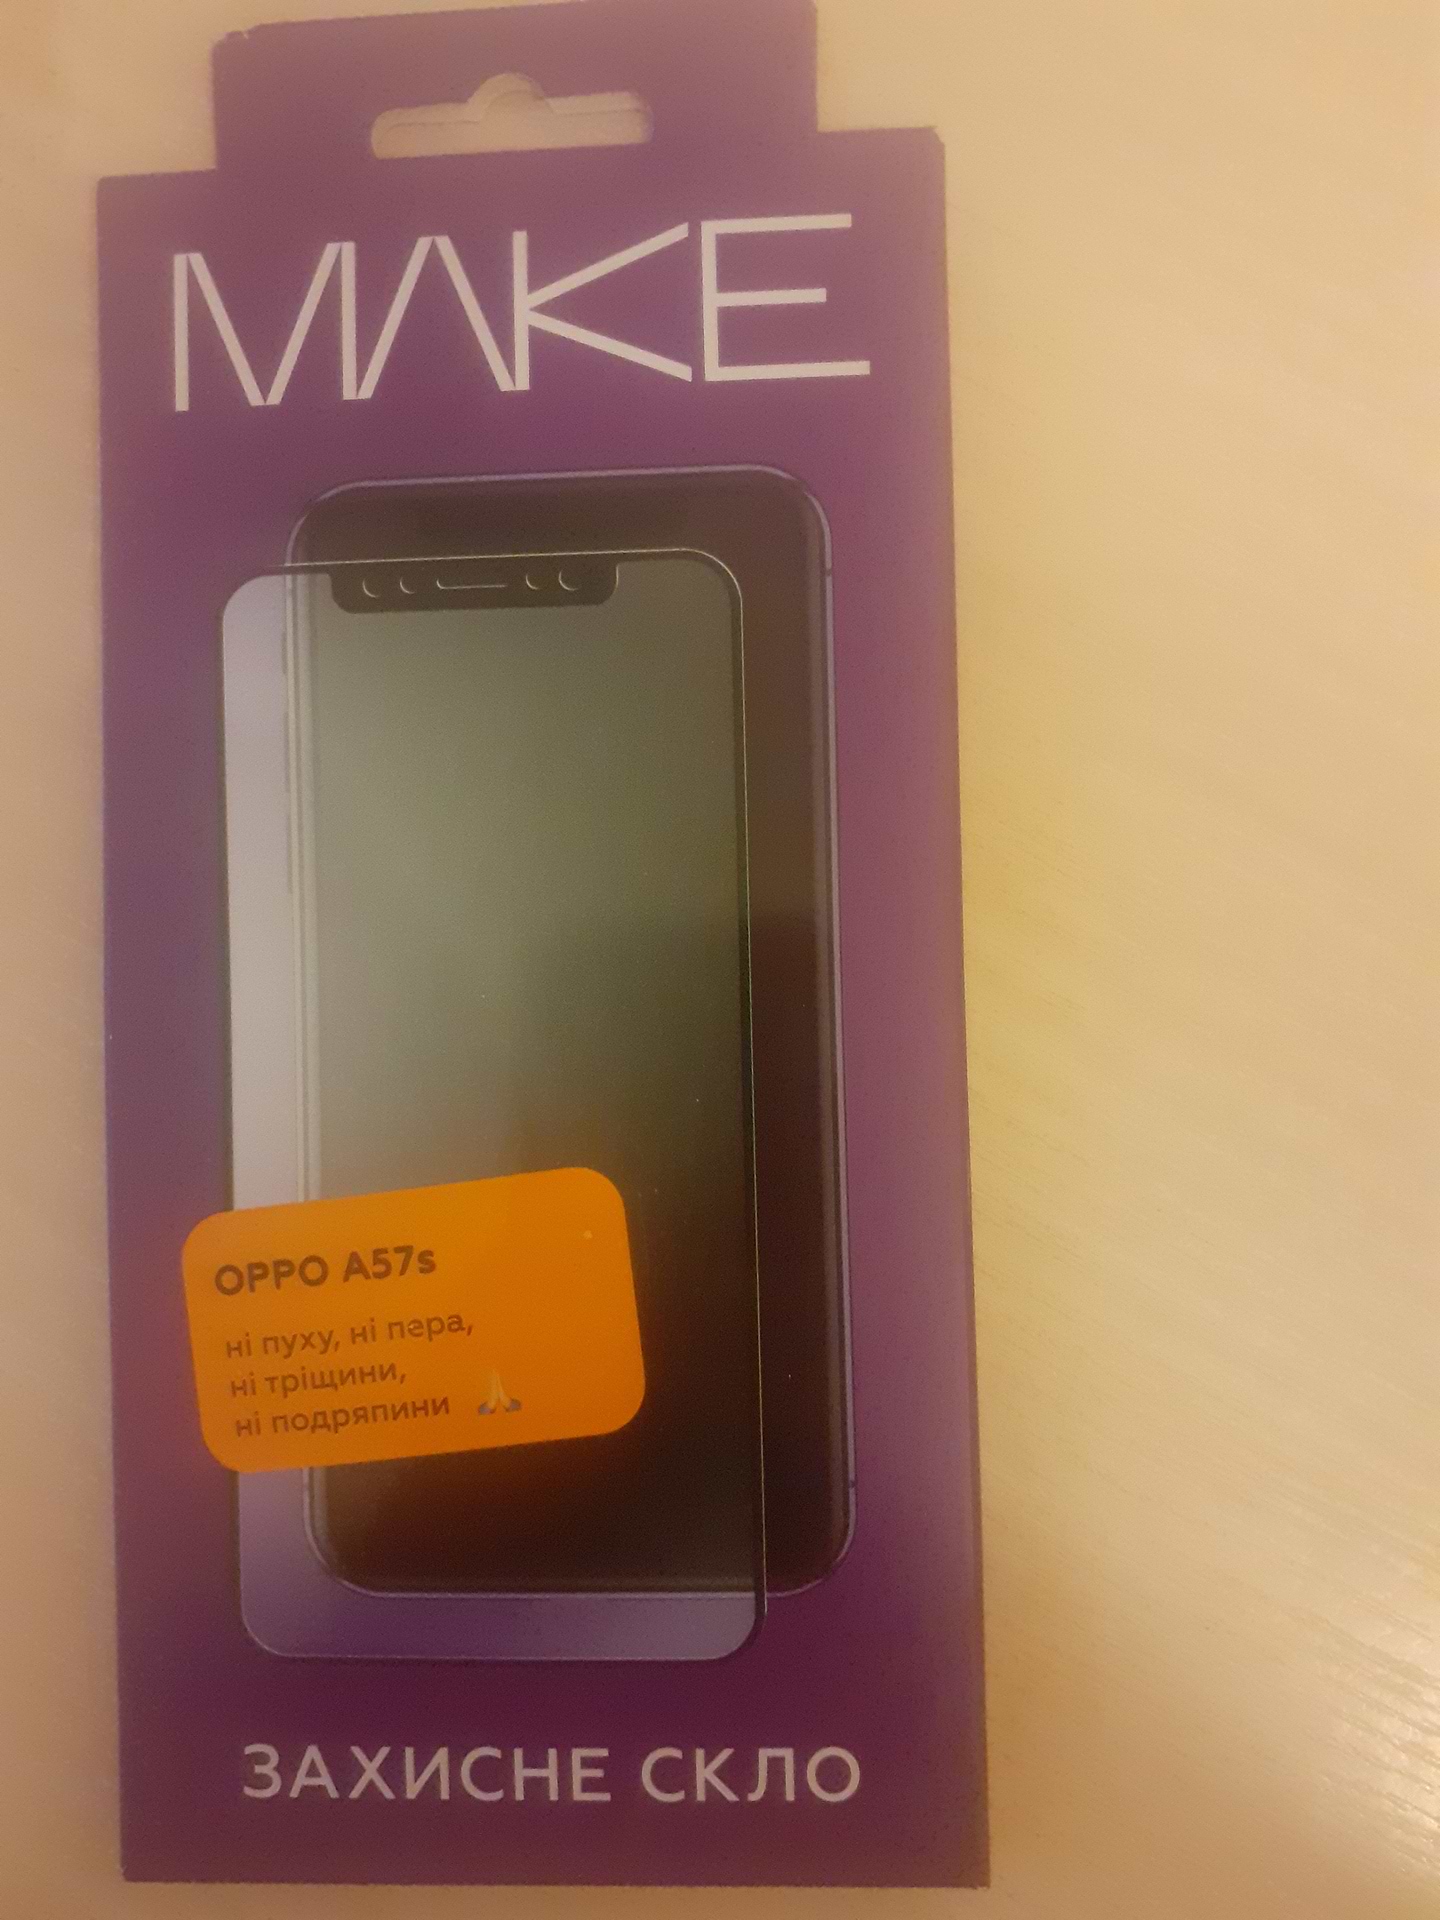 MAKE
OPPO A57s
ні пуху, ні пера,
ні тріщини,
ні подряпини 🙏
ЗАХИСНЕ СКЛО